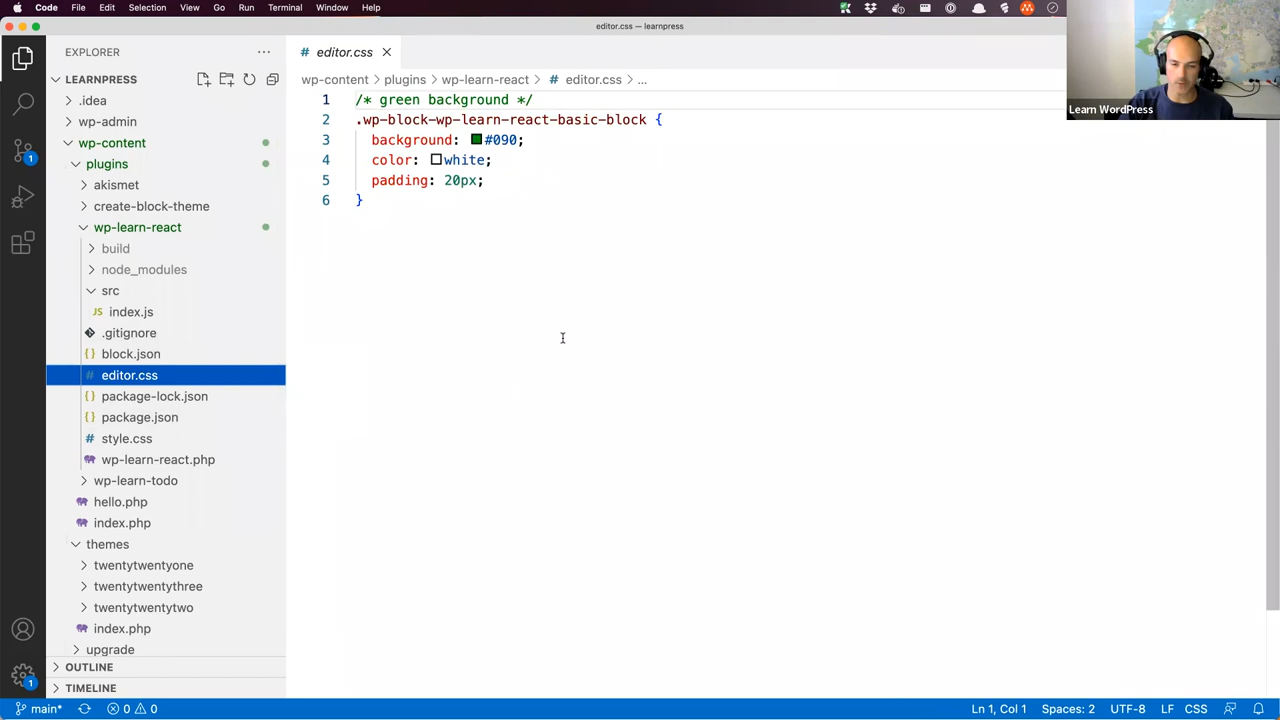 Code File Edit Selection View Go Run Terminal Window Help
editor.css — learnpress
EXPLORER
LEARNPRESS
.idea
wp-admin
wp-content
plugins
akismet
create-block-theme
wp-learn-react
build
node_modules
src
JS index.js
.gitignore
{} block.json
# editor.css
{} package-lock.json
{} package.json
# style.css
wp-learn-react.php
wp-learn-todo
hello.php
index.php
themes
twentytwentyone
twentytwentythree
twentytwentytwo
index.php
upgrade
OUTLINE
TIMELINE
1
1
# editor.css
wp-content > plugins > wp-learn-react > # editor.css > ...
1 /* green background */
2 .wp-block-wp-learn-react-basic-block {
3 background: #090;
4 color: white;
5 padding: 20px;
6 }
Learn WordPress
main* 0 0 Ln 1, Col 1 Spaces: 2 UTF-8 LF CSS